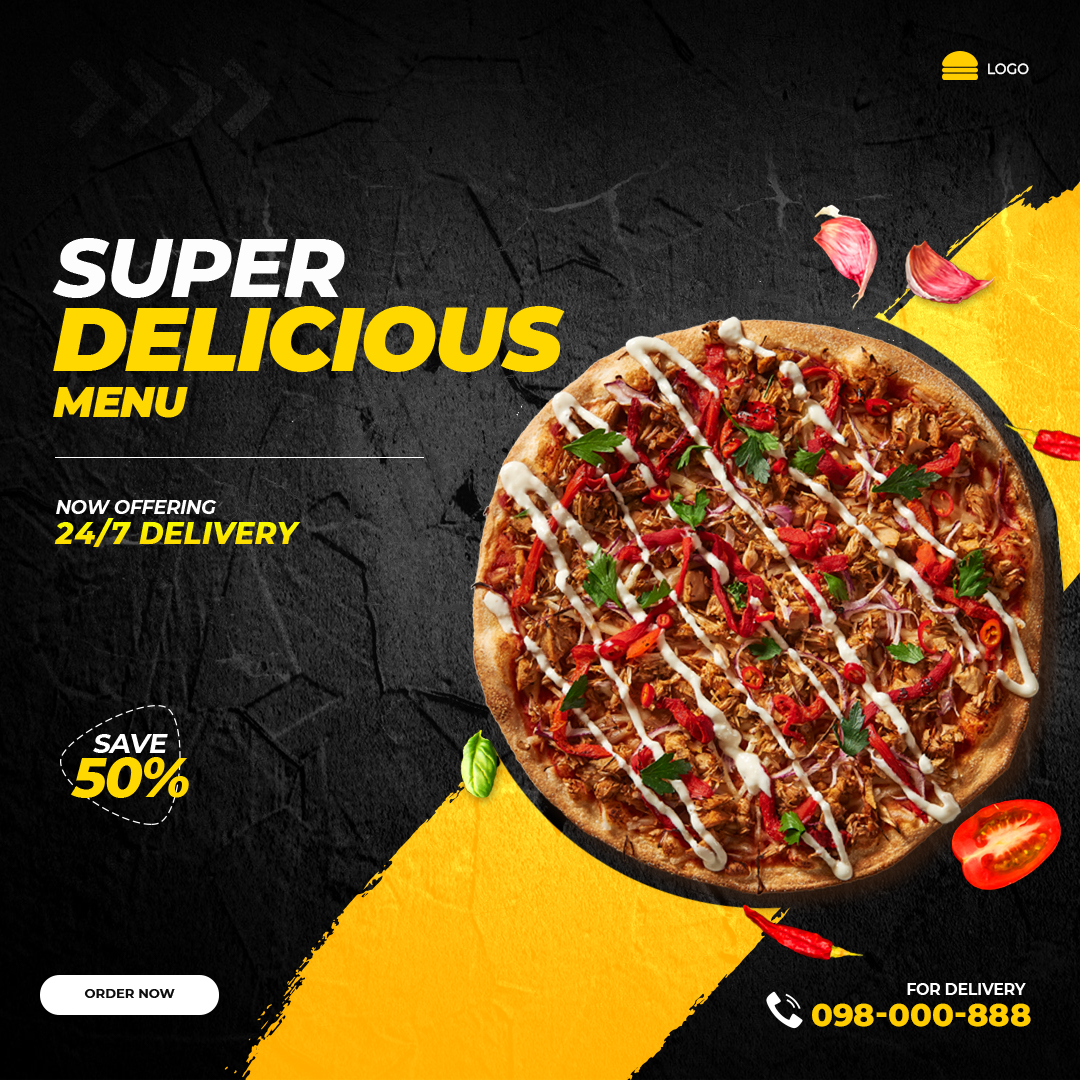 LOGO
SUPER
DELICIOUS
MENU
NOW OFFERING
24/7 DELIVERY
SAVE
50%
ORDER NOW
FOR DELIVERY
098-000-888